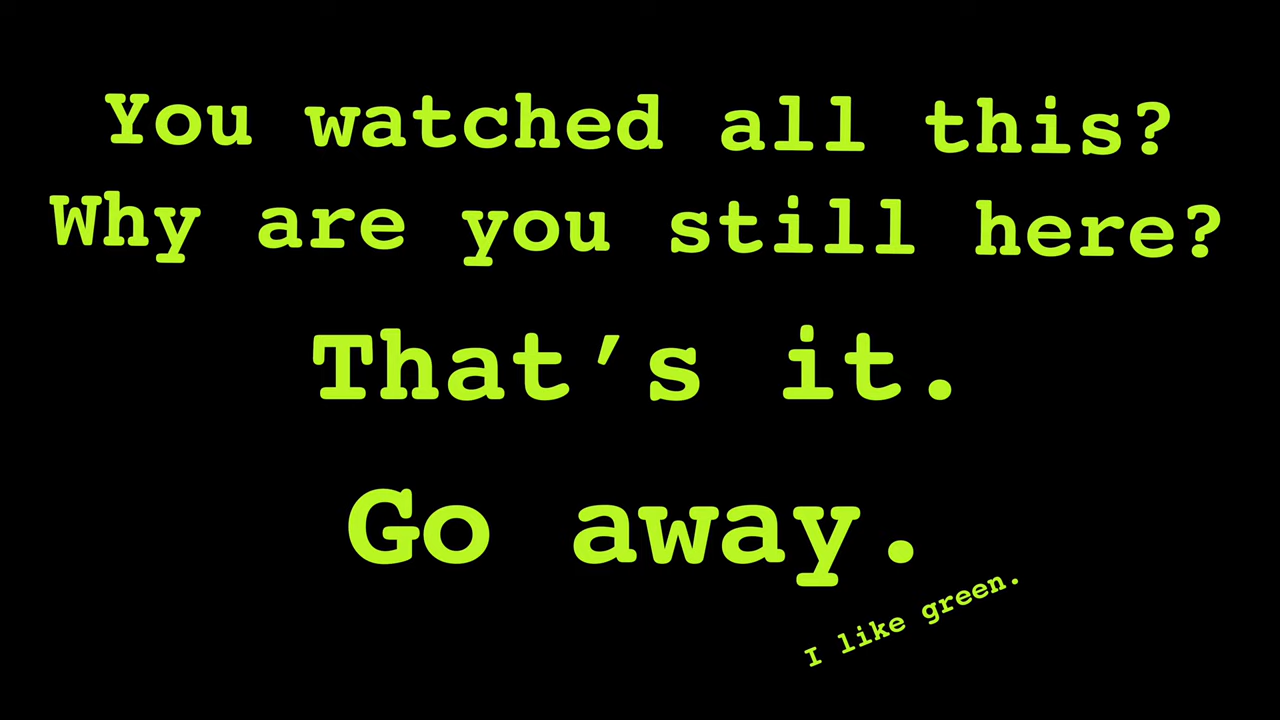 You watched all this?
Why are you still here?
That’s it.
Go away.
I like green.